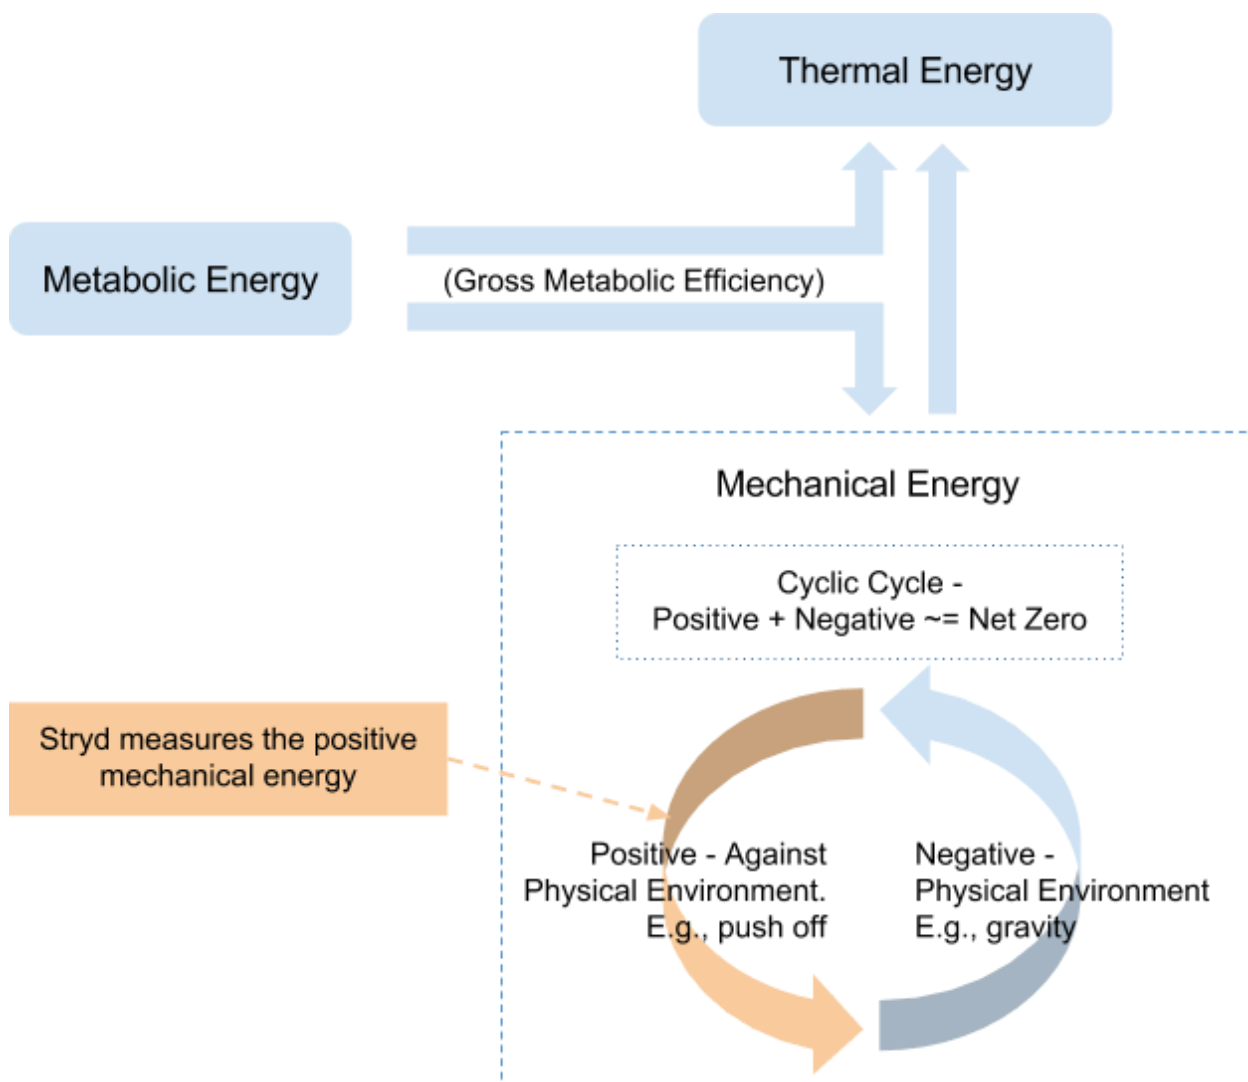 Thermal Energy
Metabolic Energy
(Gross Metabolic Efficiency)
Mechanical Energy
Cyclic Cycle -
Positive + Negative ~= Net Zero
Stryd measures the positive
mechanical energy
Positive - Against
Physical Environment.
E.g., push off
Negative -
Physical Environment
E.g., gravity